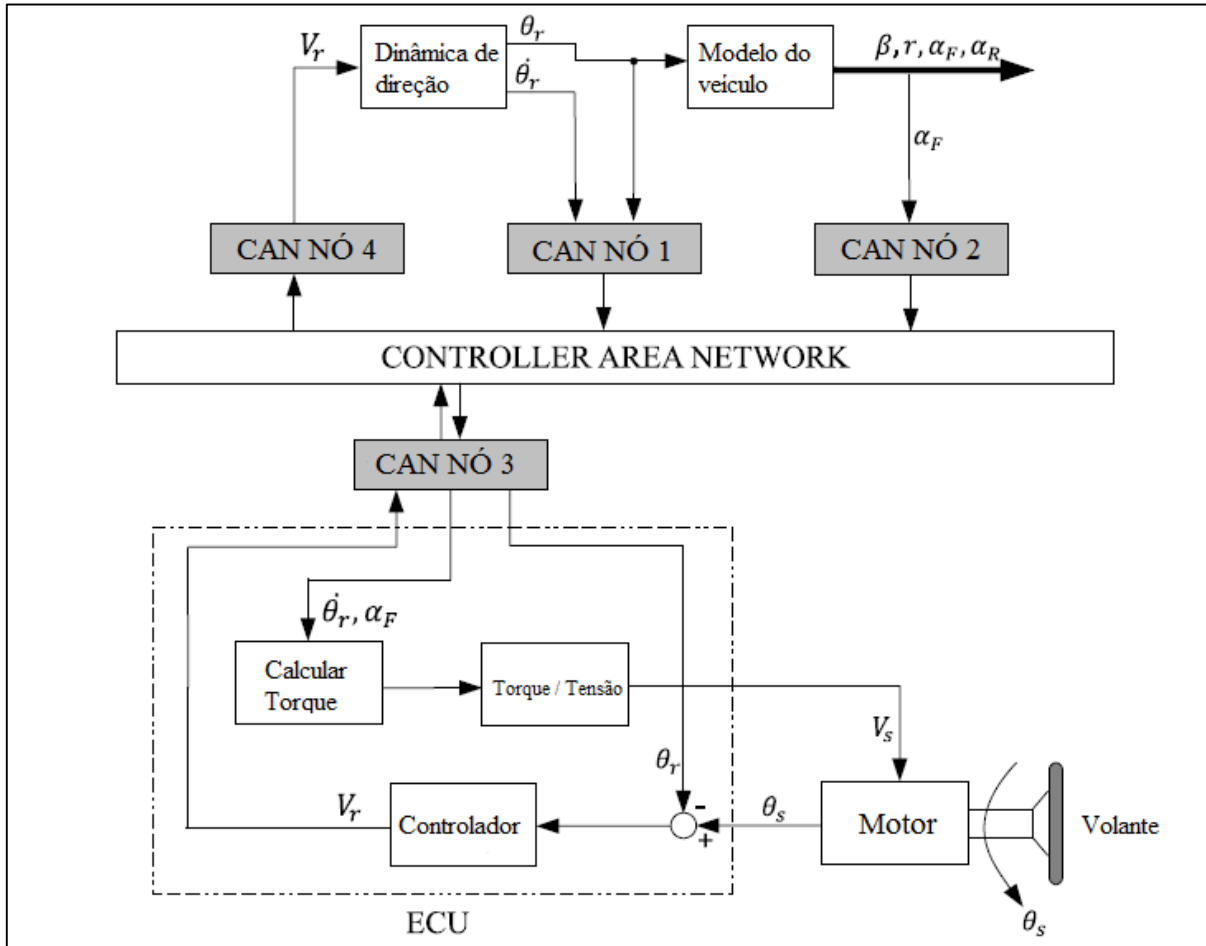 V_r
Dinâmica de
direção
θ_r
θ̇_r
Modelo do
veículo
β, r, α_F, α_R
α_F
CAN NÓ 4
CAN NÓ 1
CAN NÓ 2
CONTROLLER AREA NETWORK
CAN NÓ 3
θ̇_r, α_F
Calcular
Torque
Torque / Tensão
V_s
θ_r
V_r
Controlador
-
+
θ_s
Motor
Volante
θ_s
ECU